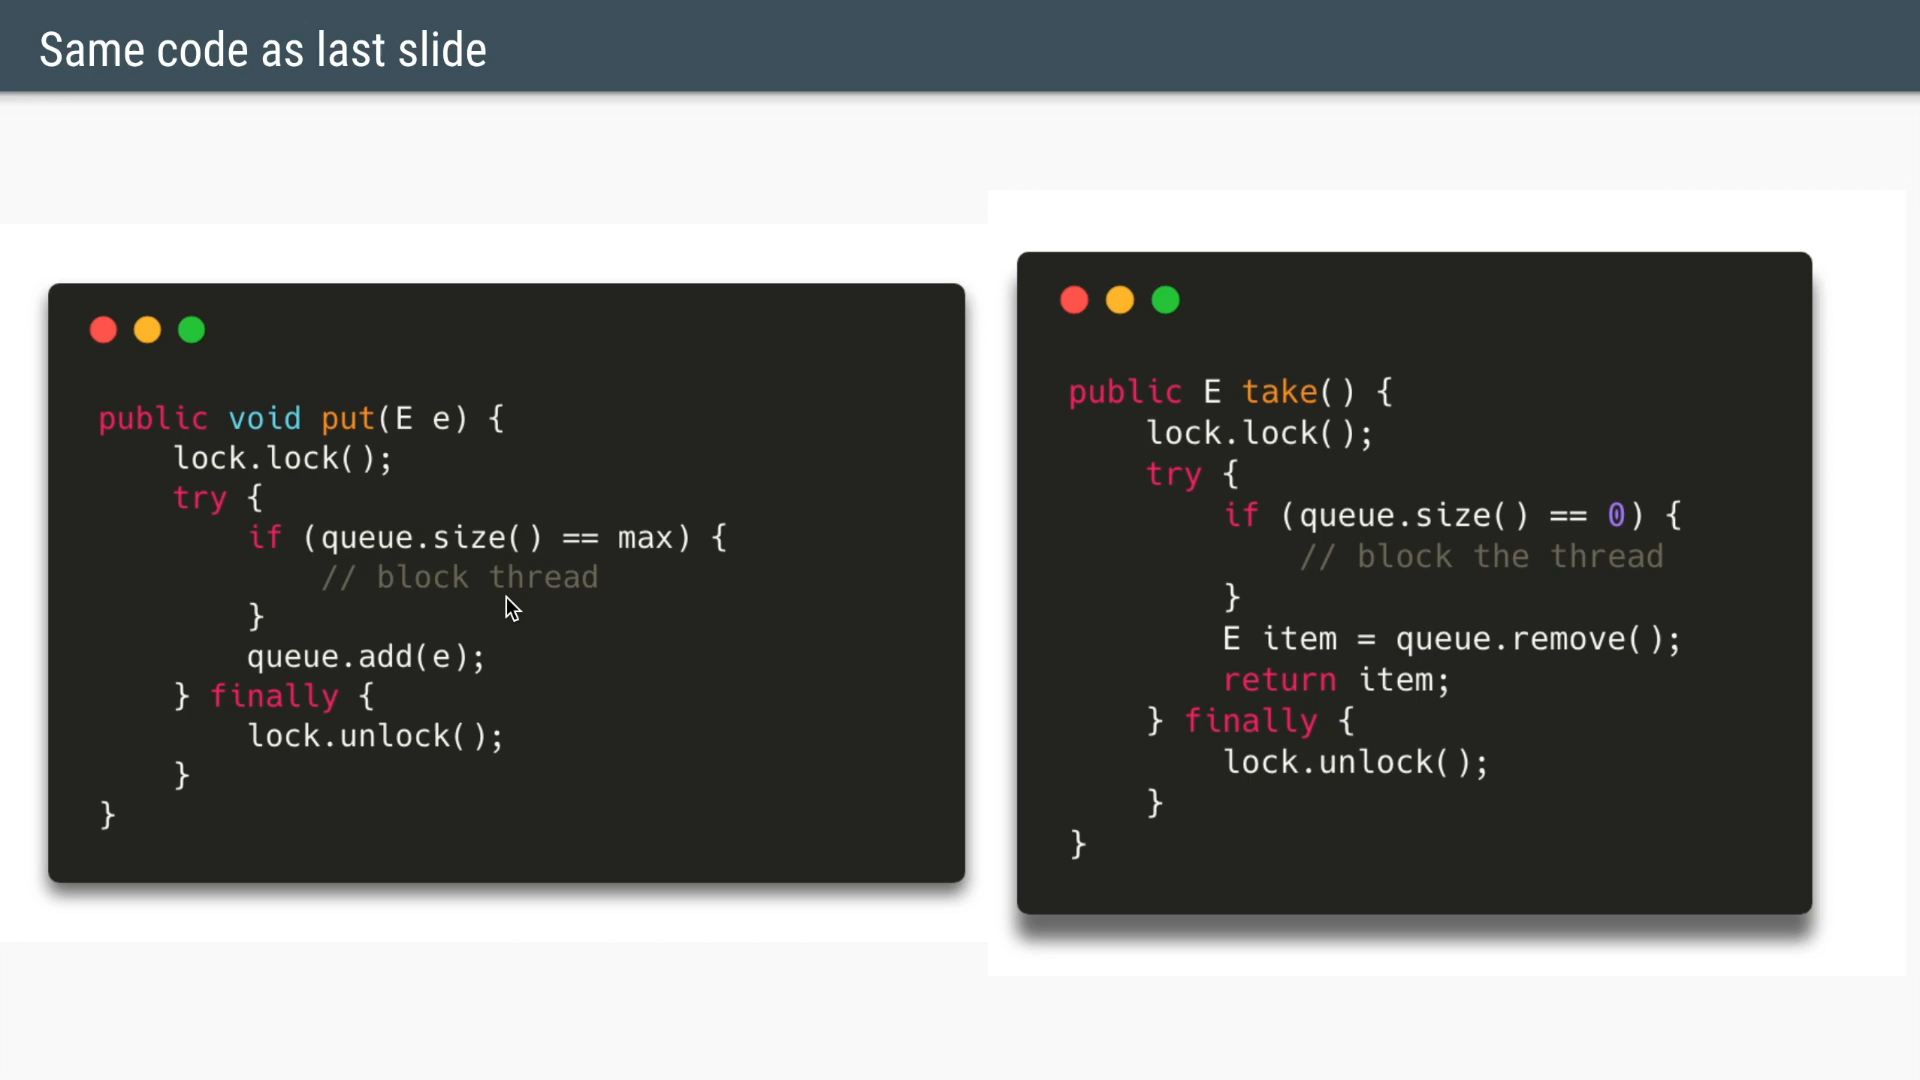 Same code as last slide
public void put(E e) {
lock.lock();
try {
if (queue.size() == max) {
// block thread
}
queue.add(e);
} finally {
lock.unlock();
}
}
public E take() {
lock.lock();
try {
if (queue.size() == 0) {
// block the thread
}
E item = queue.remove();
return item;
} finally {
lock.unlock();
}
}